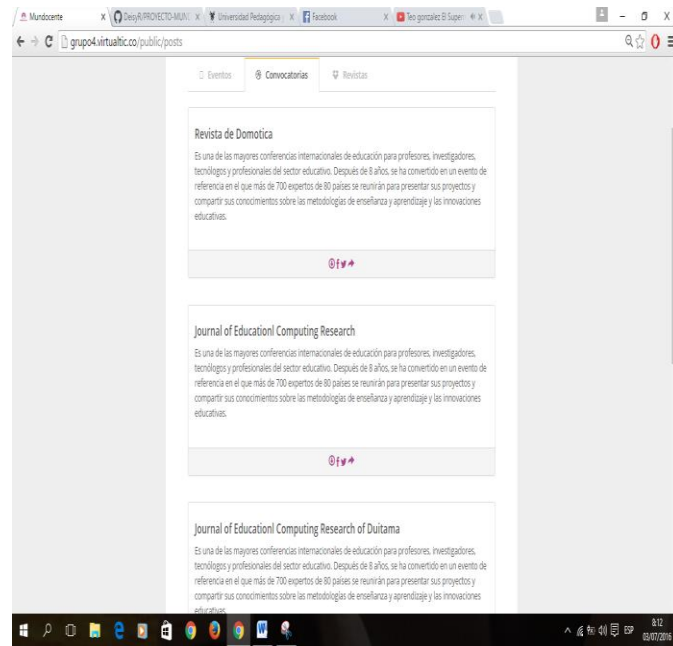 Mundocente
DeisyR/PROYECTO-MUN
Universidad Pedagógica
Facebook
Teo gonzalez El Super
grupo4.virtualtic.co/public/posts
Eventos
Convocatorias
Revistas
Revista de Domotica
Es una de las mayores conferencias internacionales de educación para profesores, investigadores,
tecnólogos y profesionales del sector educativo. Después de 8 años, se ha convertido en un evento de
referencia en el que más de 700 expertos de 80 países se reunirán para presentar sus proyectos y
compartir sus conocimientos sobre las metodologías de enseñanza y aprendizaje y las innovaciones
educativas.
Journal of Educationl Computing Research
Es una de las mayores conferencias internacionales de educación para profesores, investigadores,
tecnólogos y profesionales del sector educativo. Después de 8 años, se ha convertido en un evento de
referencia en el que más de 700 expertos de 80 países se reunirán para presentar sus proyectos y
compartir sus conocimientos sobre las metodologías de enseñanza y aprendizaje y las innovaciones
educativas.
Journal of Educationl Computing Research of Duitama
Es una de las mayores conferencias internacionales de educación para profesores, investigadores,
tecnólogos y profesionales del sector educativo. Después de 8 años, se ha convertido en un evento de
referencia en el que más de 700 expertos de 80 países se reunirán para presentar sus proyectos y
compartir sus conocimientos sobre las metodologías de enseñanza y aprendizaje y las innovaciones
educativas.
ESP
8:12
03/07/2016